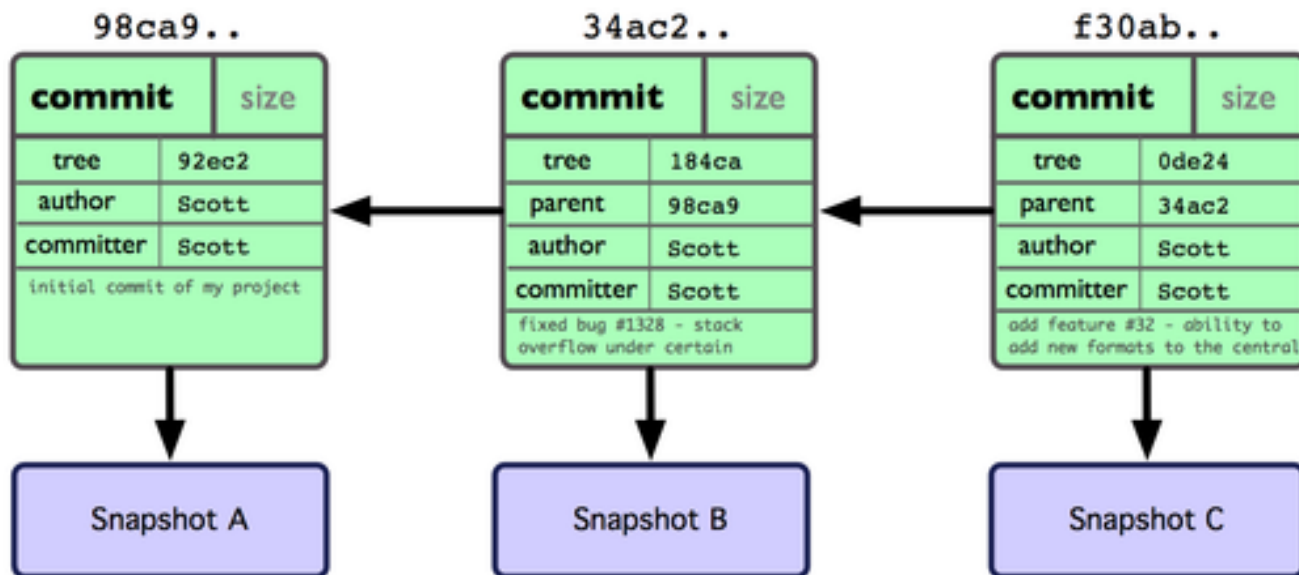 98ca9..
commit size
tree 92ec2
author Scott
committer Scott
initial commit of my project
Snapshot A
34ac2..
commit size
tree 184ca
parent 98ca9
author Scott
committer Scott
fixed bug #1328 - stack
overflow under certain
Snapshot B
f30ab..
commit size
tree 0de24
parent 34ac2
author Scott
committer Scott
add feature #32 - ability to
add new formats to the central
Snapshot C